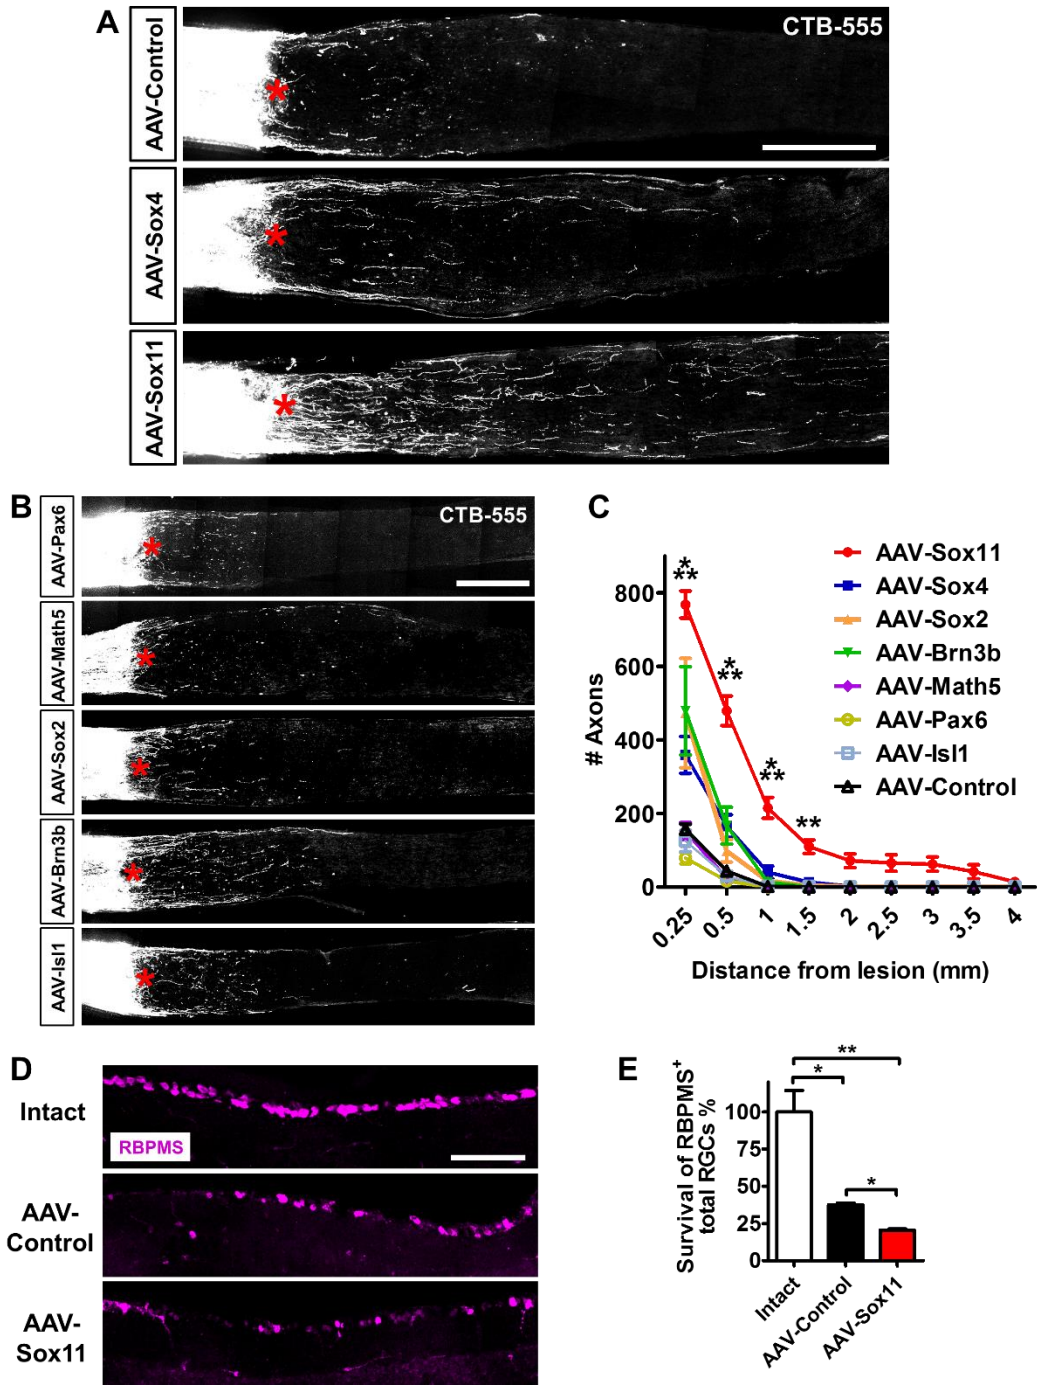 A
CTB-555
AAV-Control
*
AAV-Sox4
*
AAV-Sox11
*
B
CTB-555
AAV-Pax6
*
AAV-Math5
*
AAV-Sox2
*
AAV-Brn3b
*
AAV-Isl1
*
C
# Axons
800
600
400
200
0
***
***
***
**
0.25
0.5
1
1.5
2
2.5
3
3.5
4
Distance from lesion (mm)
AAV-Sox11
AAV-Sox4
AAV-Sox2
AAV-Brn3b
AAV-Math5
AAV-Pax6
AAV-Isl1
AAV-Control
D
Intact
RBPMS
AAV-
Control
AAV-
Sox11
E
Survival of RBPMS+
total RGCs %
100
75
50
25
0
**
*
*
Intact
AAV-Control
AAV-Sox11